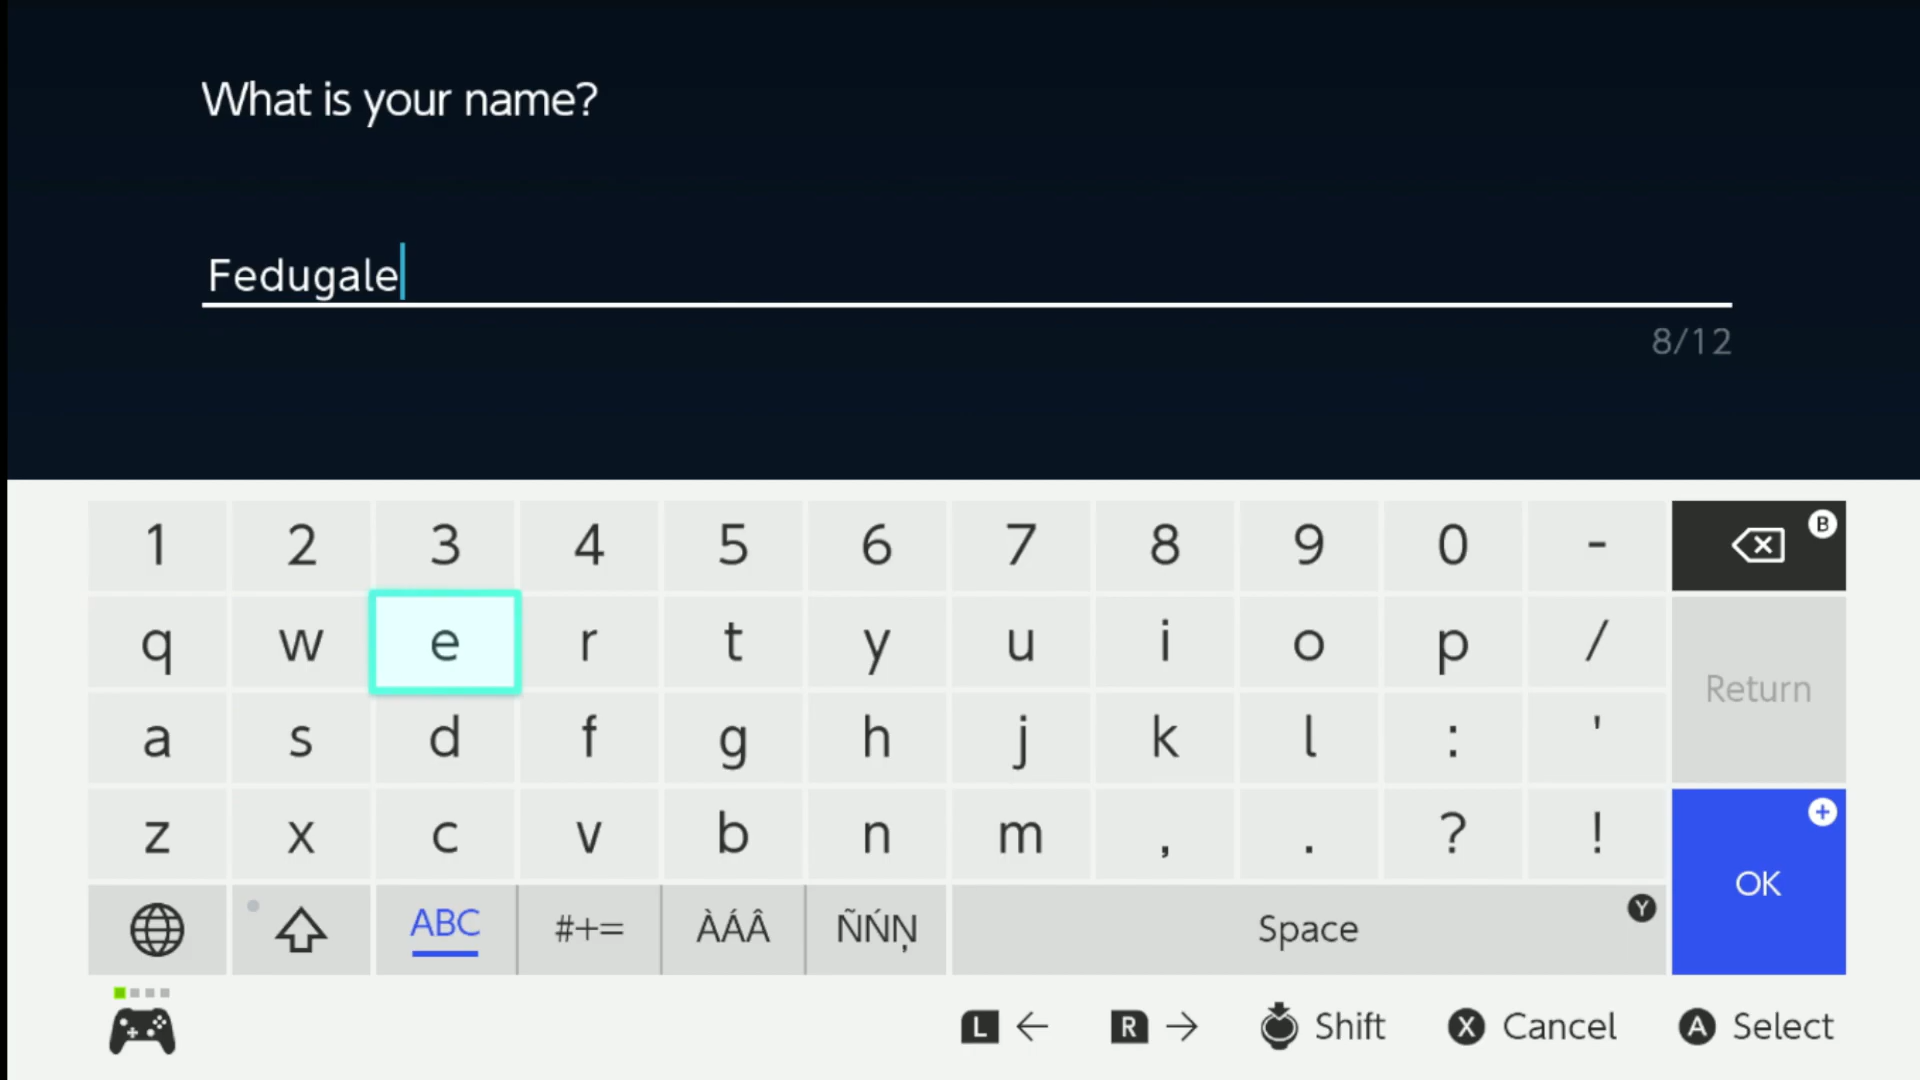 What is your name?
Fedugale
8/12
1 2 3 4 5 6 7 8 9 0 - B
q w e r t y u i o p / Return
a s d f g h j k l : '
z x c v b n m , . ? ! + OK
ABC #+= ÀÁÂ ÑŃŅ Space Y
L ← R → Shift X Cancel A Select